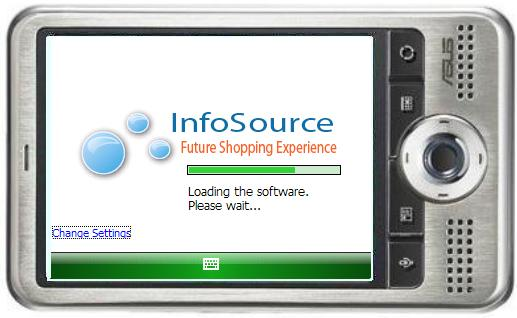 InfoSource
Future Shopping Experience
Loading the software.
Please wait...
Change Settings
ASUS